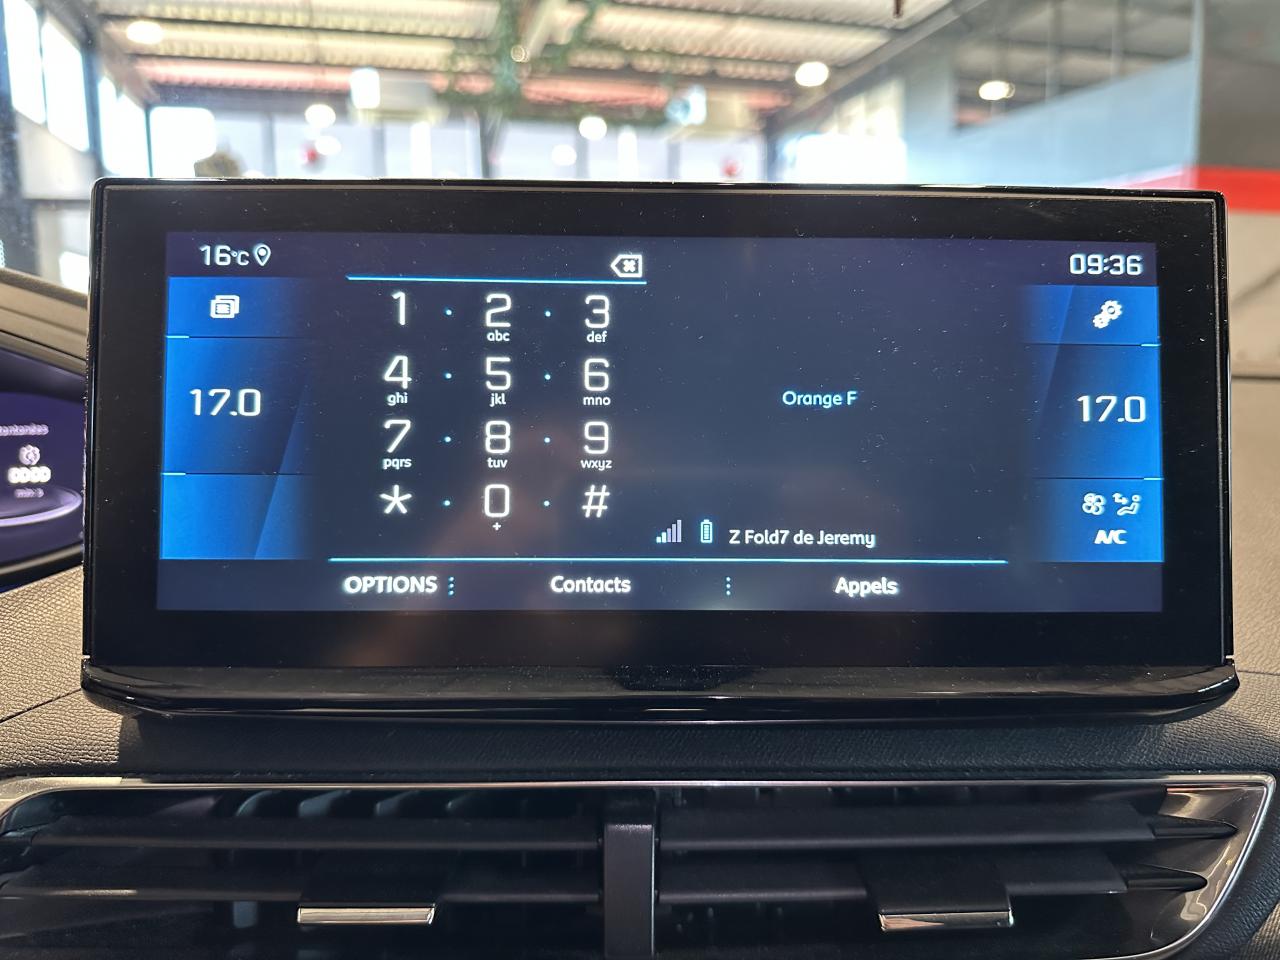 16°C
09:36
1 2 3
abc def
17.0
4 5 6
ghi jkl mno
Orange F
17.0
7 8 9
pqrs tuv wxyz
* 0 #
+
A/C
Z Fold7 de Jeremy
OPTIONS Contacts Appels